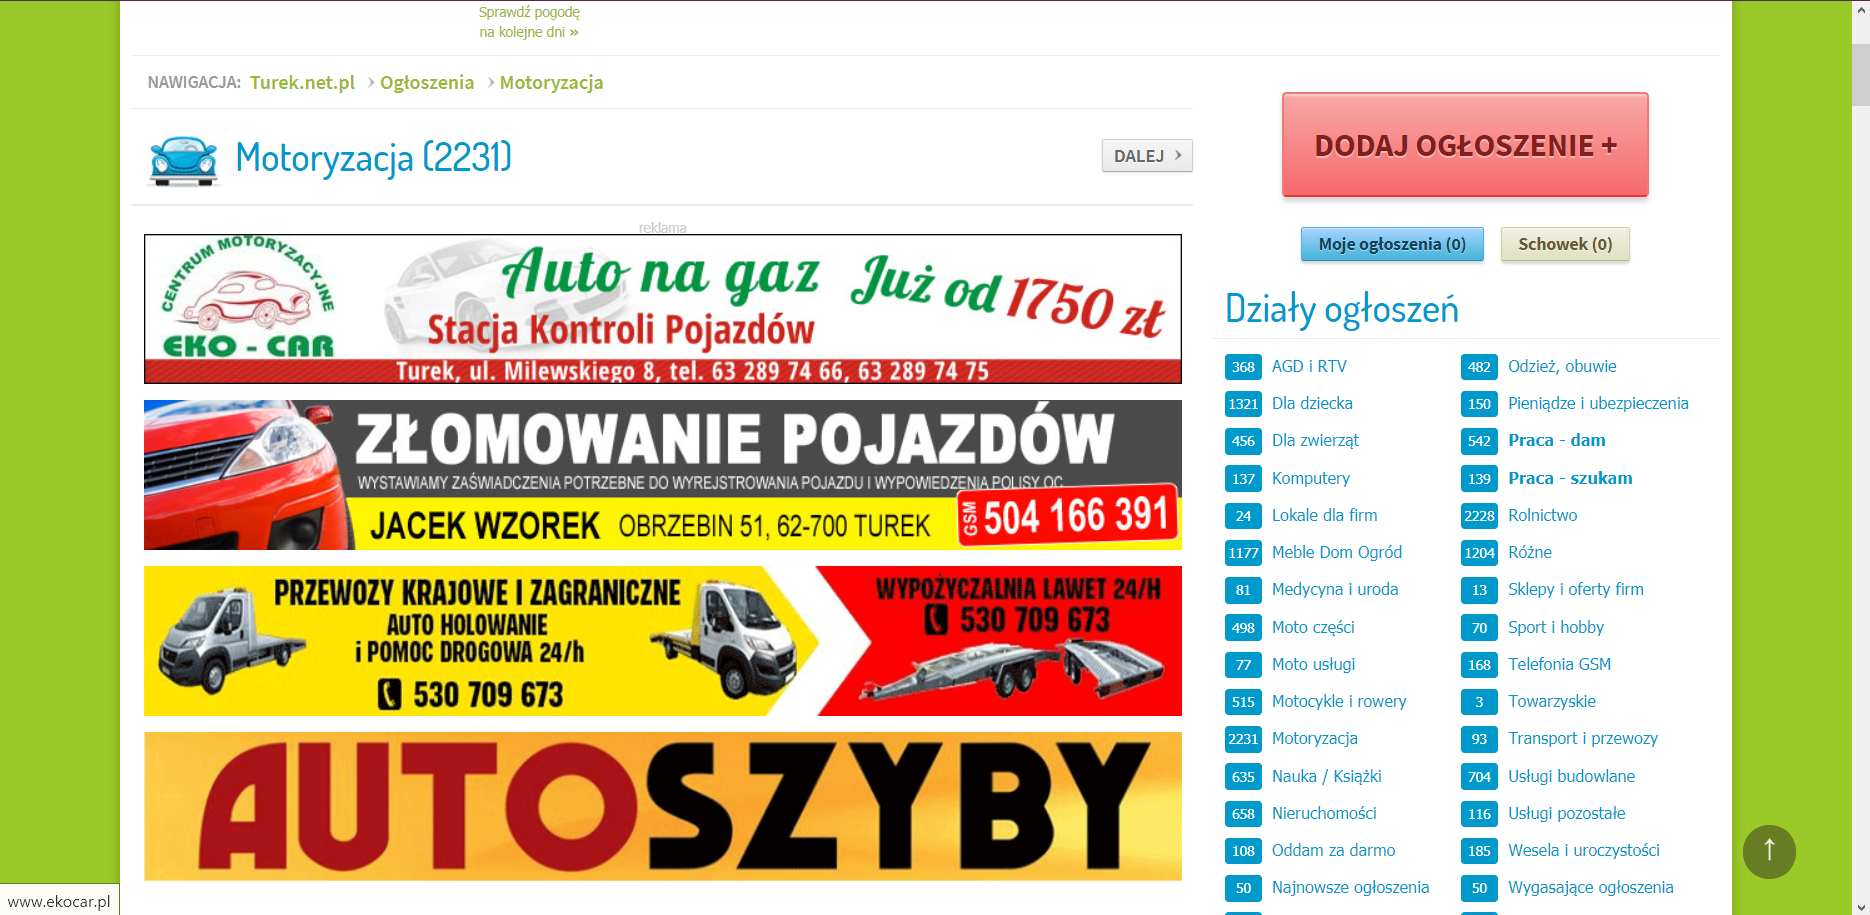 Sprawdź pogodę
na kolejne dni »
NAWIGACJA: Turek.net.pl › Ogłoszenia › Motoryzacja
Motoryzacja (2231)
DALEJ ›
reklama
CENTRUM MOTORYZACYJNE
EKO - CAR
Auto na gaz
Już od 1750 zł
Stacja Kontroli Pojazdów
Turek, ul. Milewskiego 8, tel. 63 289 74 66, 63 289 74 75
ZŁOMOWANIE POJAZDÓW
WYSTAWIAMY ZAŚWIADCZENIA POTRZEBNE DO WYREJSTROWANIA POJAZDU I WYPOWIEDZENIA POLISY OC
JACEK WZOREK OBRZEBIN 51, 62-700 TUREK
GSM 504 166 391
PRZEWOZY KRAJOWE I ZAGRANICZNE
AUTO HOLOWANIE
i POMOC DROGOWA 24/h
530 709 673
WYPOŻYCZALNIA LAWET 24/H
530 709 673
AUTOSZYBY
DODAJ OGŁOSZENIE +
Moje ogłoszenia (0)
Schowek (0)
Działy ogłoszeń
368 AGD i RTV
1321 Dla dziecka
456 Dla zwierząt
137 Komputery
24 Lokale dla firm
1177 Meble Dom Ogród
81 Medycyna i uroda
498 Moto części
77 Moto usługi
515 Motocykle i rowery
2231 Motoryzacja
635 Nauka / Książki
658 Nieruchomości
108 Oddam za darmo
50 Najnowsze ogłoszenia
482 Odzież, obuwie
150 Pieniądze i ubezpieczenia
542 Praca - dam
139 Praca - szukam
2228 Rolnictwo
1204 Różne
13 Sklepy i oferty firm
70 Sport i hobby
168 Telefonia GSM
3 Towarzyskie
93 Transport i przewozy
704 Usługi budowlane
116 Usługi pozostałe
185 Wesela i uroczystości
50 Wygasające ogłoszenia
↑
www.ekocar.pl